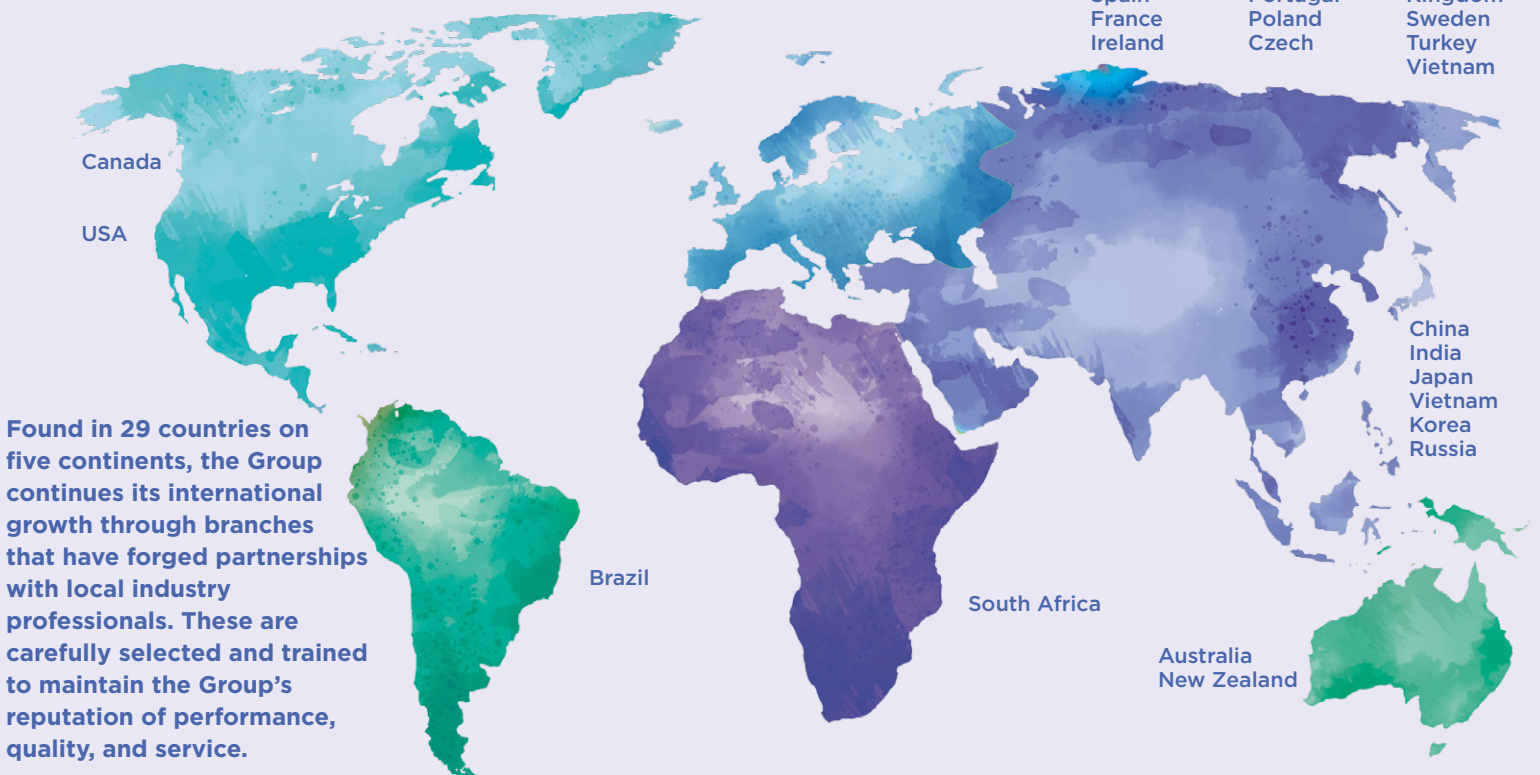 Spain
France
Ireland
Portugal
Poland
Czech
Kingdom
Sweden
Turkey
Vietnam
Canada
USA
China
India
Japan
Vietnam
Korea
Russia
Found in 29 countries on
five continents, the Group
continues its international
growth through branches
that have forged partnerships
with local industry
professionals. These are
carefully selected and trained
to maintain the Group's
reputation of performance,
quality, and service.
Brazil
South Africa
Australia
New Zealand